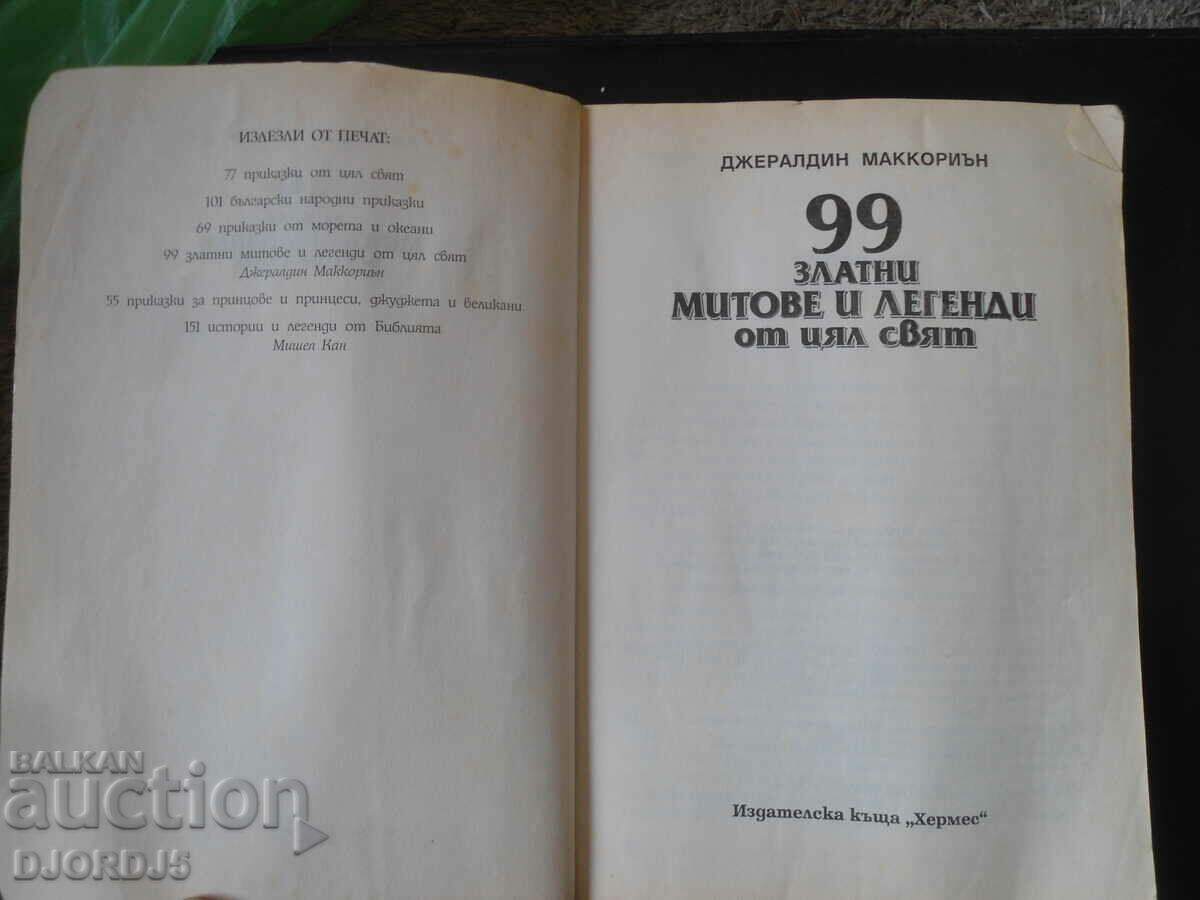 ИЗЛЕЗЛИ ОТ ПЕЧАТ:
77 приказки от цял свят
101 български народни приказки
69 приказки от морета и океани
99 златни митове и легенди от цял свят
Джералдин Маккориън
55 приказки за принцове и принцеси, джуджета и великани
151 истории и легенди от Библията
Мишел Кан
ДЖЕРАЛДИН МАККОРИЪН
99
ЗЛАТНИ
МИТОВЕ И ЛЕГЕНДИ
от цял свят
Издателска къща „Хермес“
BALKAN
auction
DJORDJ5